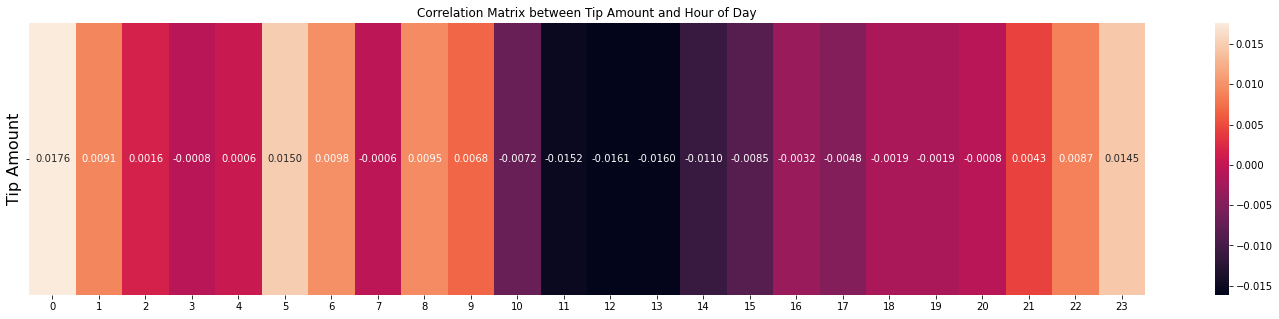 Correlation Matrix between Tip Amount and Hour of Day
Tip Amount
0.0176 0.0091 0.0016 -0.0008 0.0006 0.0150 0.0098 -0.0006 0.0095 0.0068 -0.0072 -0.0152 -0.0161 -0.0160 -0.0110 -0.0085 -0.0032 -0.0048 -0.0019 -0.0019 -0.0008 0.0043 0.0087 0.0145
0 1 2 3 4 5 6 7 8 9 10 11 12 13 14 15 16 17 18 19 20 21 22 23
0.015
0.010
0.005
0.000
−0.005
−0.010
−0.015